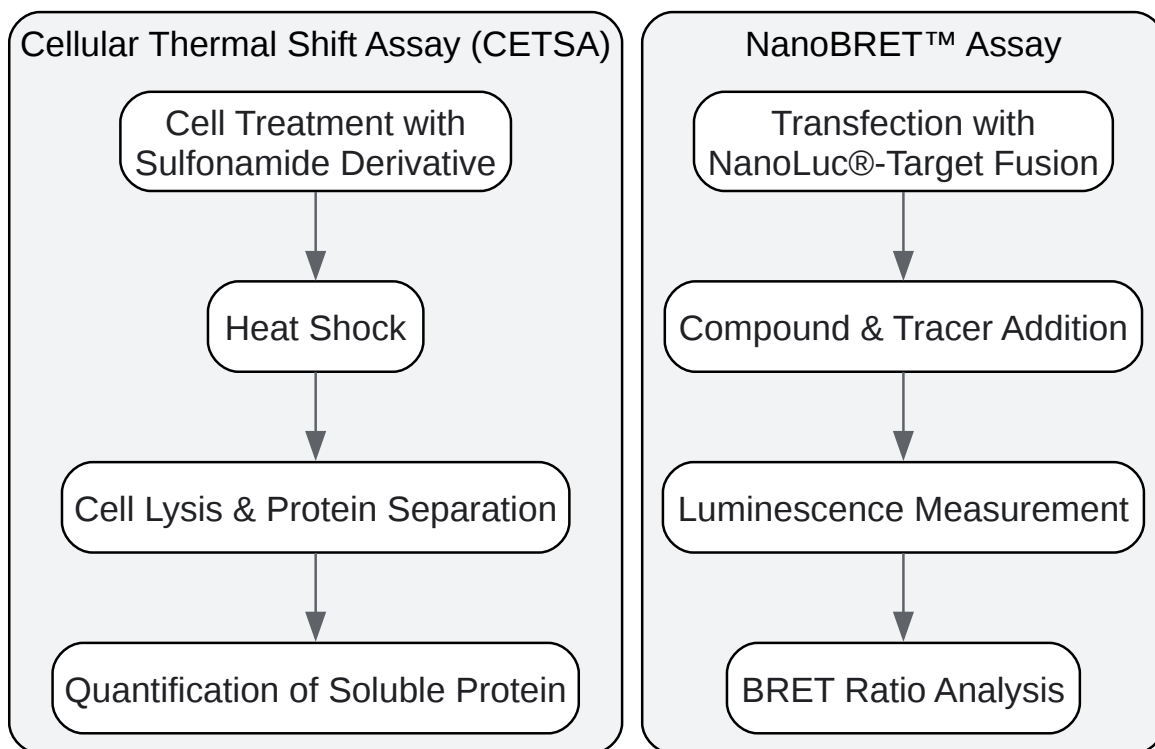 Cellular Thermal Shift Assay (CETSA)
Cell Treatment with
Sulfonamide Derivative
Heat Shock
Cell Lysis & Protein Separation
Quantification of Soluble Protein
NanoBRET™ Assay
Transfection with
NanoLuc®-Target Fusion
Compound & Tracer Addition
Luminescence Measurement
BRET Ratio Analysis